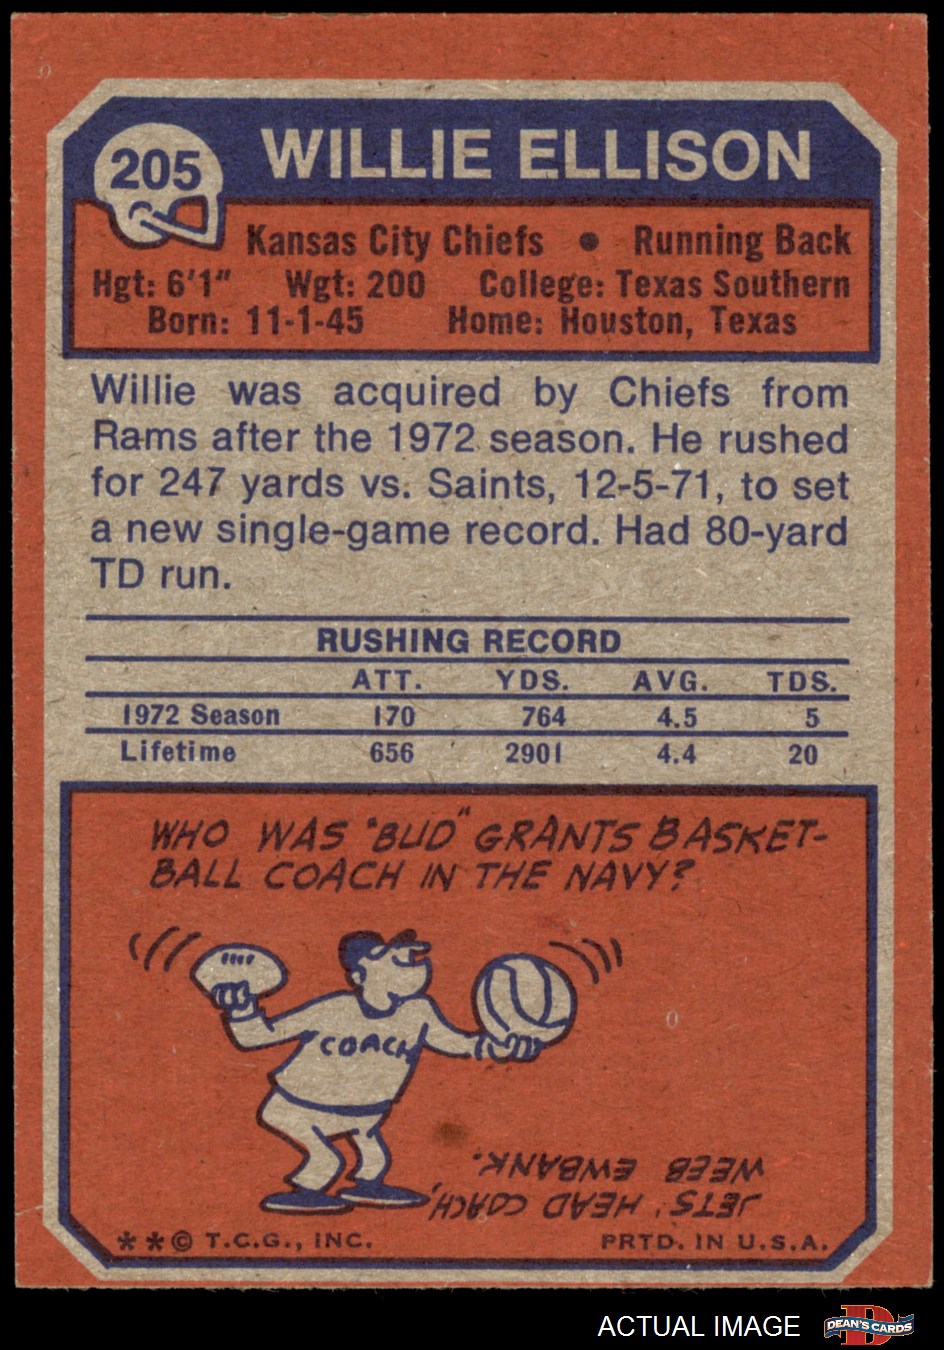 205
WILLIE ELLISON
Kansas City Chiefs • Running Back
Hgt: 6'1" Wgt: 200 College: Texas Southern
Born: 11-1-45 Home: Houston, Texas
Willie was acquired by Chiefs from
Rams after the 1972 season. He rushed
for 247 yards vs. Saints, 12-5-71, to set
a new single-game record. Had 80-yard
TD run.
RUSHING RECORD
ATT. YDS. AVG. TDS.
1972 Season 170 764 4.5 5
Lifetime 656 2901 4.4 20
WHO WAS "BUD" GRANTS BASKET-
BALL COACH IN THE NAVY?
COACH
JETS' HEAD COACH,
WEEB EWBANK.
**© T.C.G., INC. PRTD. IN U.S.A.
ACTUAL IMAGE DEAN'S CARDS